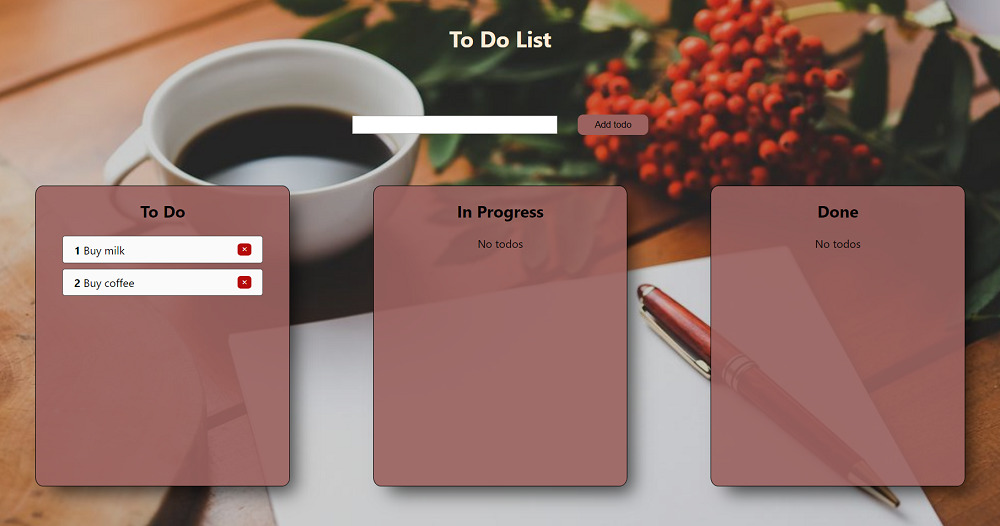 To Do List
Add todo
To Do
1 Buy milk ×
2 Buy coffee ×
In Progress
No todos
Done
No todos